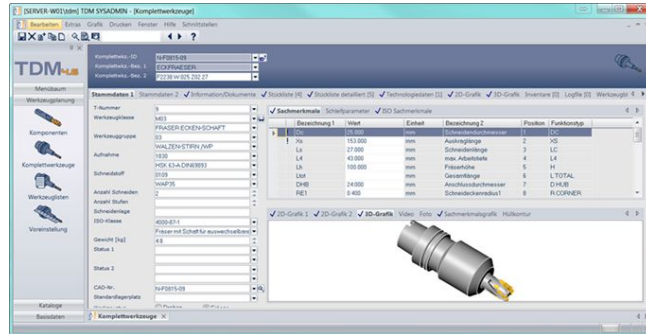 [SERVER-W01\tdm] TDM SYSADMIN - [Komplettwerkzeuge]
Bearbeiten Extras Grafik Drucken Fenster Hilfe Schnittstellen
TDM
Komplettwkz.-ID N-F0815-09
Komplettwkz.-Bez. 1 ECKFRAESER
Komplettwkz.-Bez. 2 F2238.W.025.Z02.27
Menübaum
Werkzeugplanung
Komponenten
Komplettwerkzeuge
Werkzeuglisten
Voreinstellung
Kataloge
Basisdaten
Stammdaten 1 Stammdaten 2 Information/Dokumente Stückliste [4] Stückliste detailliert [5] Technologiedaten [1] 2D-Grafik 3D-Grafik Inventare [0] Logfile [0]
T-Nummer 9
Werkzeugklasse M03
FRASER ECKEN-SCHAFT
Werkzeuggruppe 03
WALZEN-STIRN-/WP
Aufnahme 1830
HSK 63-A DIN69893
Schneidstoff 0109
WAP35
Anzahl Schneiden 2
Anzahl Stufen
Schneidenlage
ISO-Klasse 4000-87-1
Fräser mit Schaft für auswechselbare
Gewicht [kg] 4.8
Status 1
Status 2
CAD-Nr. N-F0815-09
Standardlagerplatz
Sachmerkmale Schleifparameter ISO Sachmerkmale
Bezeichnung 1 Wert Einheit Bezeichnung 2 Position Funktionstyp
Dc 25.000 mm Schneidendurchmesser 1 DC
Xs 153.000 mm Auskraglänge 2 XS
Ls 27.000 mm Schneidenlänge 3 LC
L4 43.000 mm max. Arbeitstiefe 4 L4
Lh 100.000 mm Fräserhöhe 5 H
Ltot mm Gesamtlänge 6 L TOTAL
DHB 24.000 mm Anschlussdurchmesser 7 D HUB
RE1 0.400 mm Schneideckenradius1 8 R CORNER
2D-Grafik 1 2D-Grafik 2 3D-Grafik Video Foto Sachmerkmalsgrafik Hüllkontur
Komplettwerkzeuge